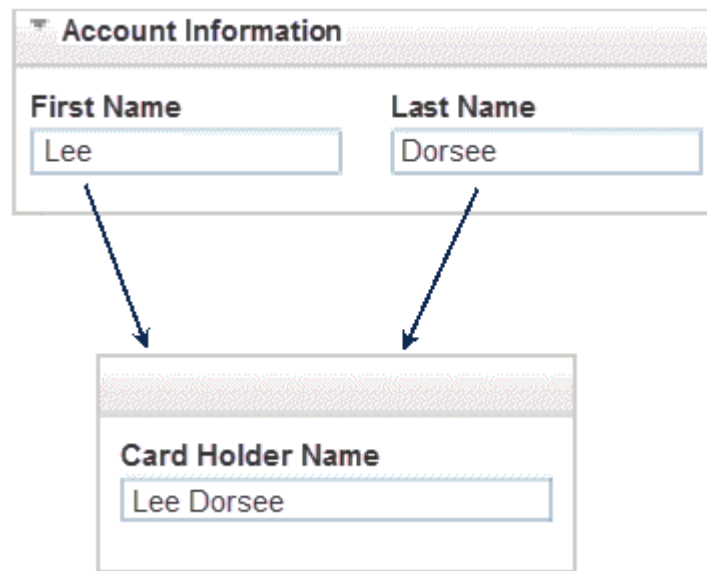 Account Information
First Name Last Name
Lee Dorsee
Card Holder Name
Lee Dorsee